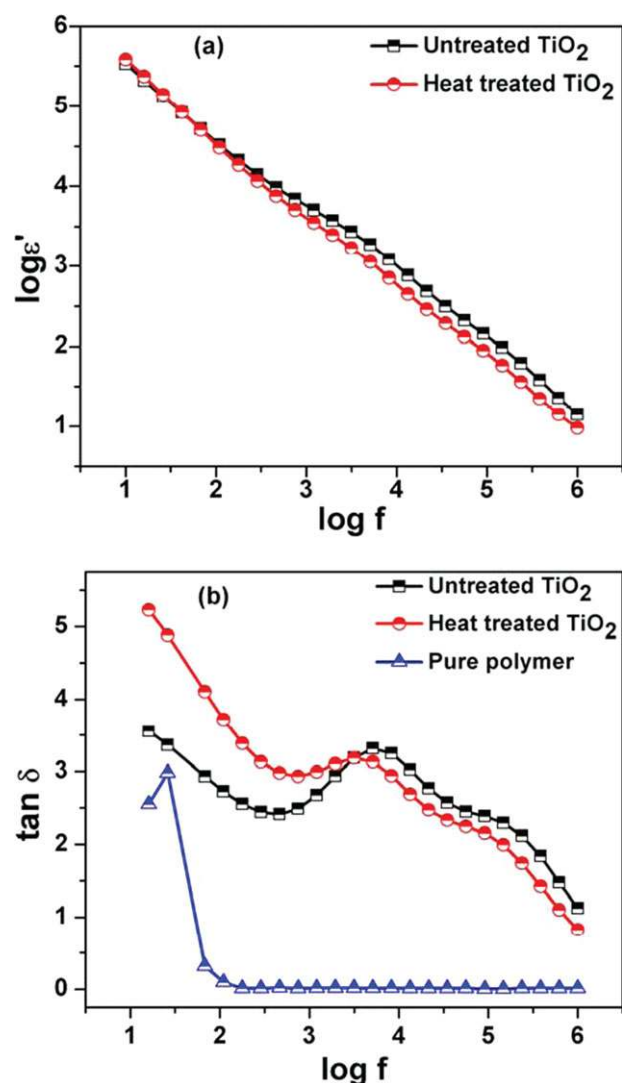 (a)
Untreated TiO2
Heat treated TiO2
6
5
4
3
2
1
logε'
1 2 3 4 5 6
log f
(b)
Untreated TiO2
Heat treated TiO2
Pure polymer
5
4
3
2
1
0
tan δ
1 2 3 4 5 6
log f